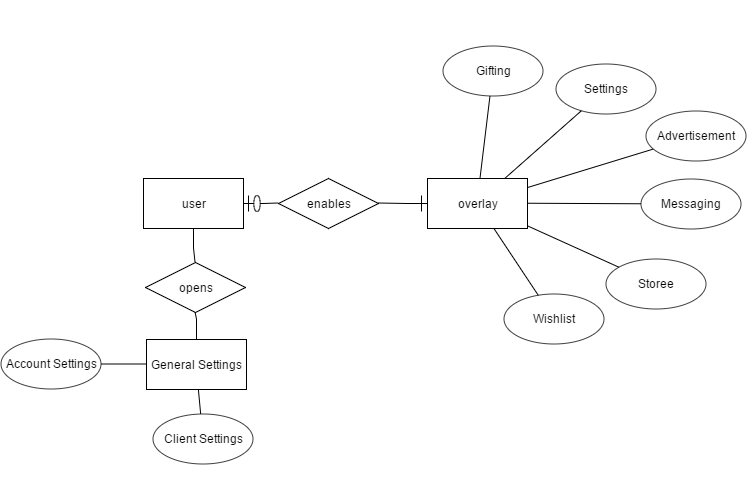 Gifting
Settings
Advertisement
user
enables
overlay
Messaging
opens
Storee
Wishlist
Account Settings
General Settings
Client Settings